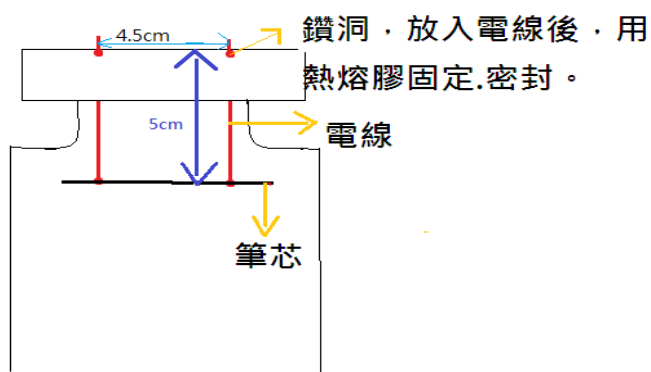 4.5cm
鑽洞，放入電線後，用
熱熔膠固定.密封。
5cm
電線
筆芯